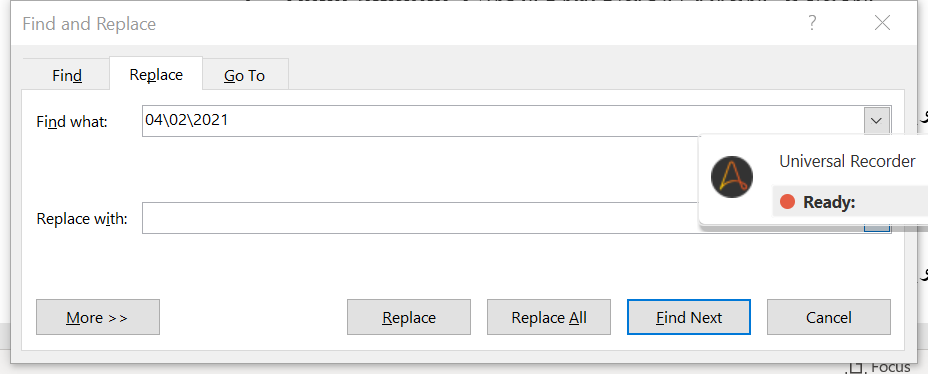 Find and Replace ?
Find Replace Go To
Find what: 04\02\2021
Universal Recorder
Ready:
Replace with:
More >> Replace Replace All Find Next Cancel
Focus